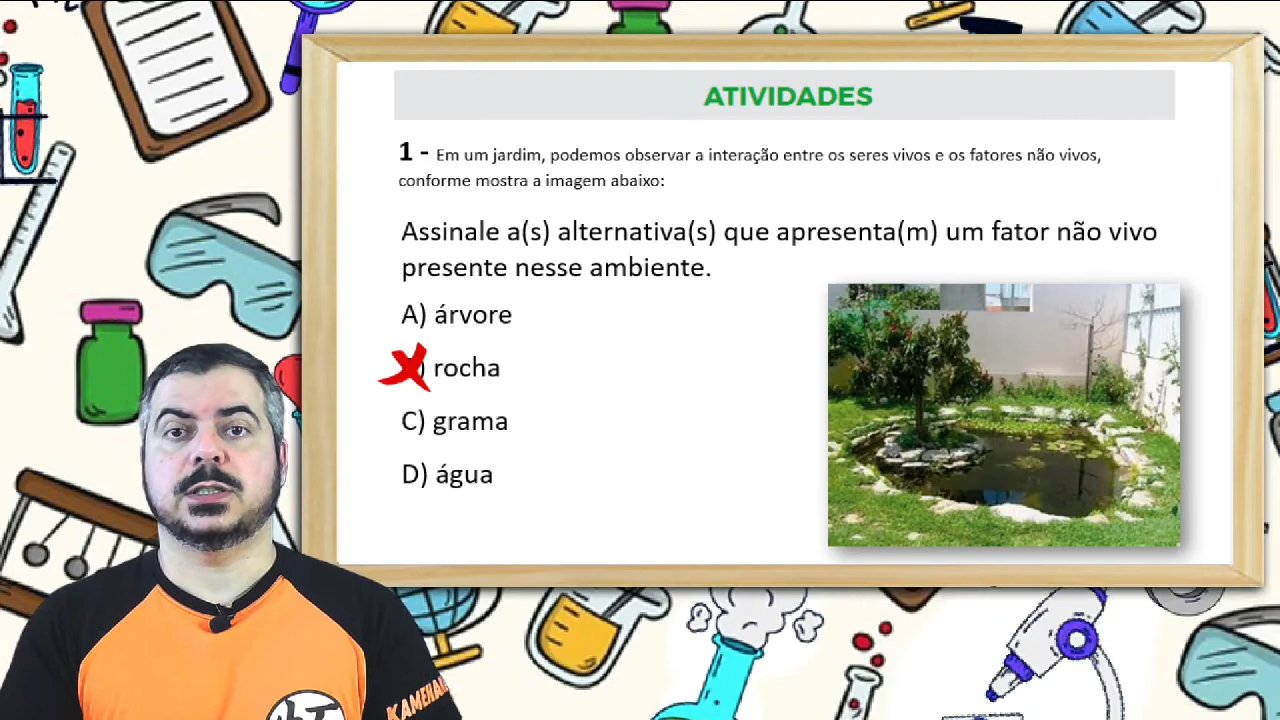 ATIVIDADES
1 - Em um jardim, podemos observar a interação entre os seres vivos e os fatores não vivos,
conforme mostra a imagem abaixo:
Assinale a(s) alternativa(s) que apresenta(m) um fator não vivo
presente nesse ambiente.
A) árvore
) rocha
C) grama
D) água